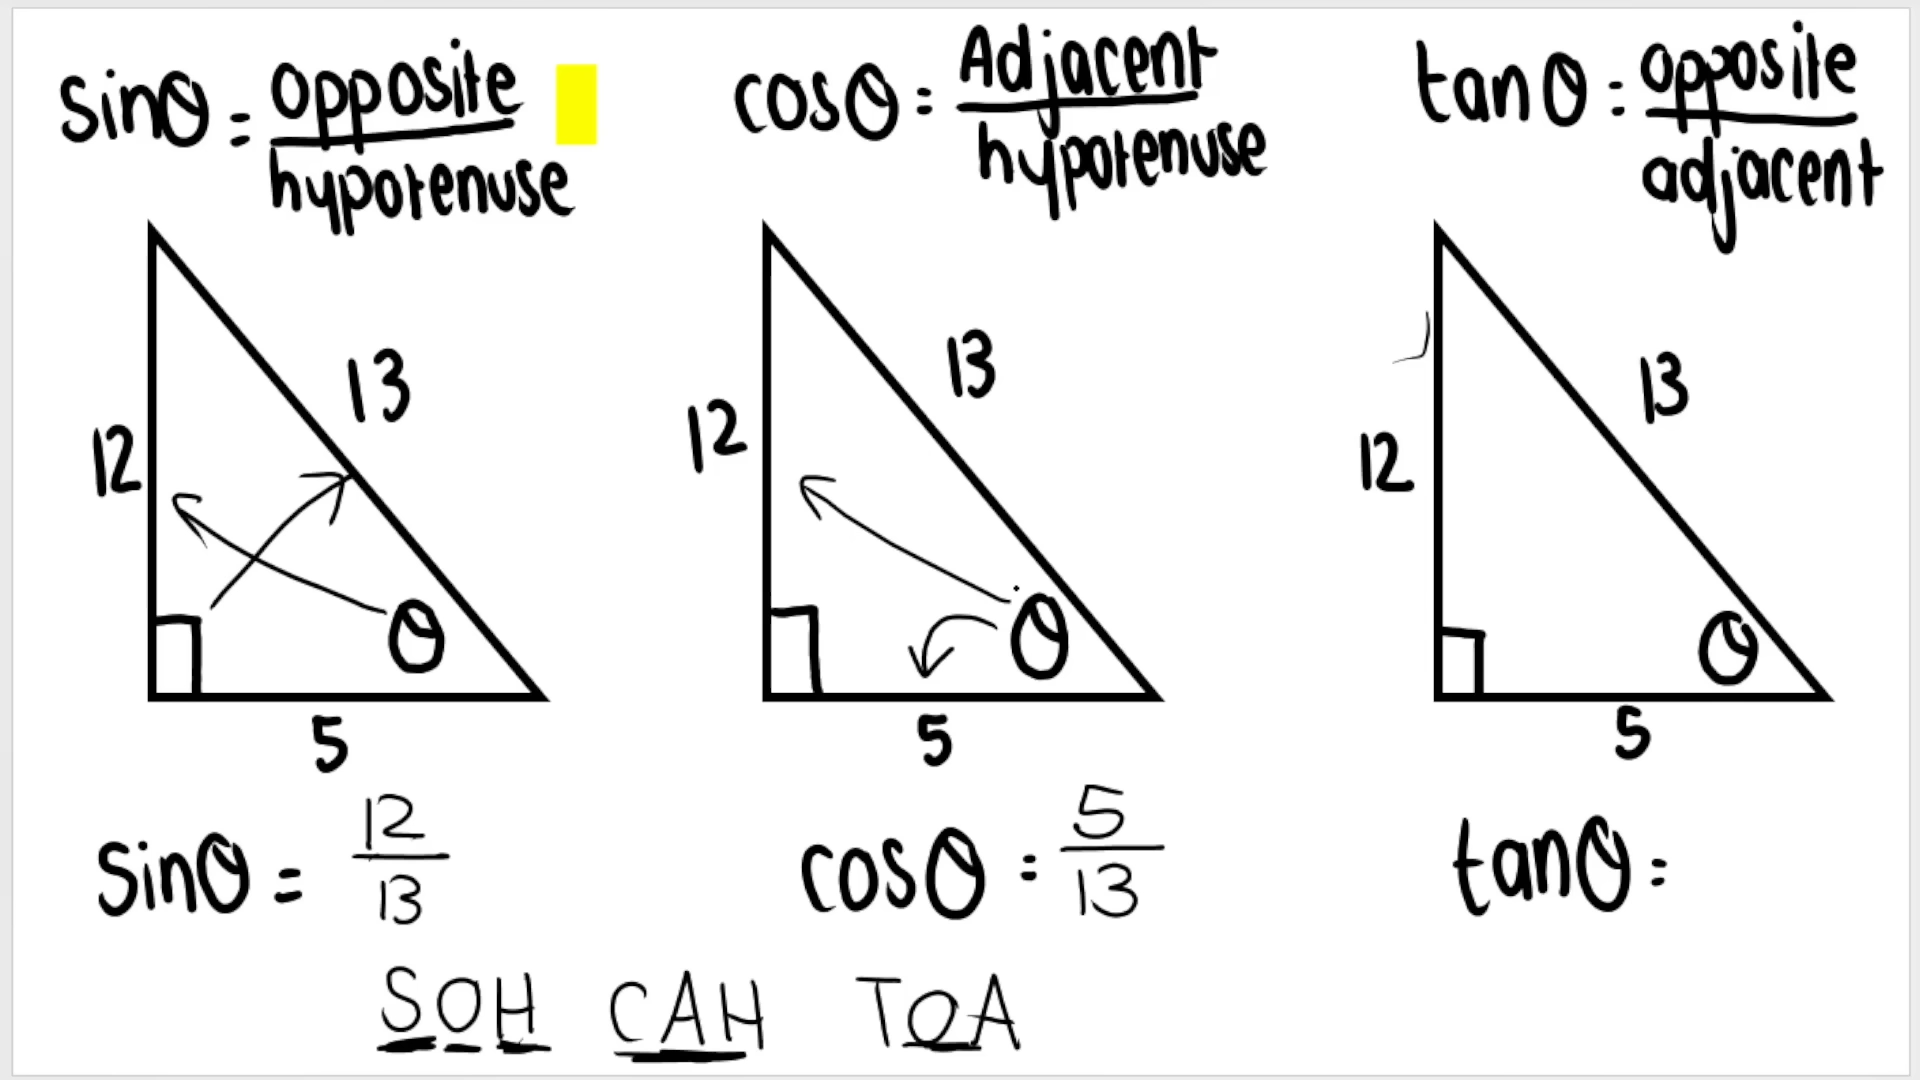 sinθ = opposite / hypotenuse
cosθ = Adjacent / hypotenuse
tanθ = opposite / adjacent
12
13
θ
5
12
13
θ
5
12
13
θ
5
sinθ = 12/13
cosθ = 5/13
tanθ =
SOH CAH TOA